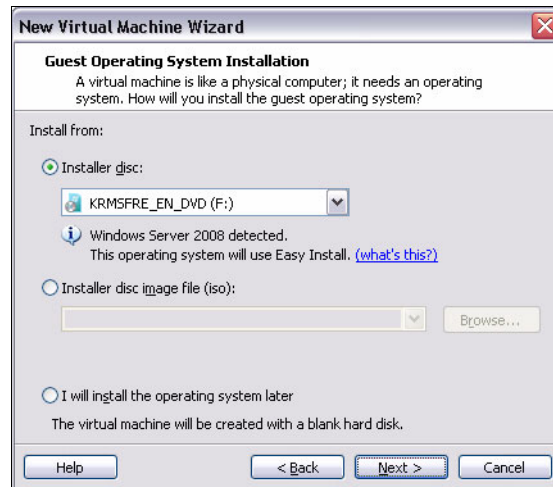 New Virtual Machine Wizard
Guest Operating System Installation
A virtual machine is like a physical computer; it needs an operating
system. How will you install the guest operating system?
Install from:
Installer disc:
KRMSFRE_EN_DVD (F:)
Windows Server 2008 detected.
This operating system will use Easy Install. (what's this?)
Installer disc image file (iso):
Browse...
I will install the operating system later
The virtual machine will be created with a blank hard disk.
Help
< Back
Next >
Cancel